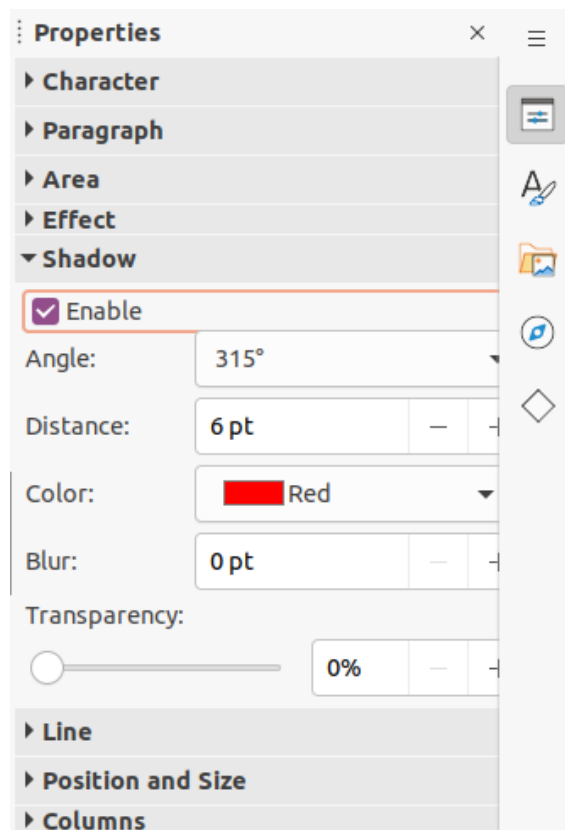 Properties
Character
Paragraph
Area
Effect
Shadow
Enable
Angle: 315°
Distance: 6 pt
Color: Red
Blur: 0 pt
Transparency:
0%
Line
Position and Size
Columns